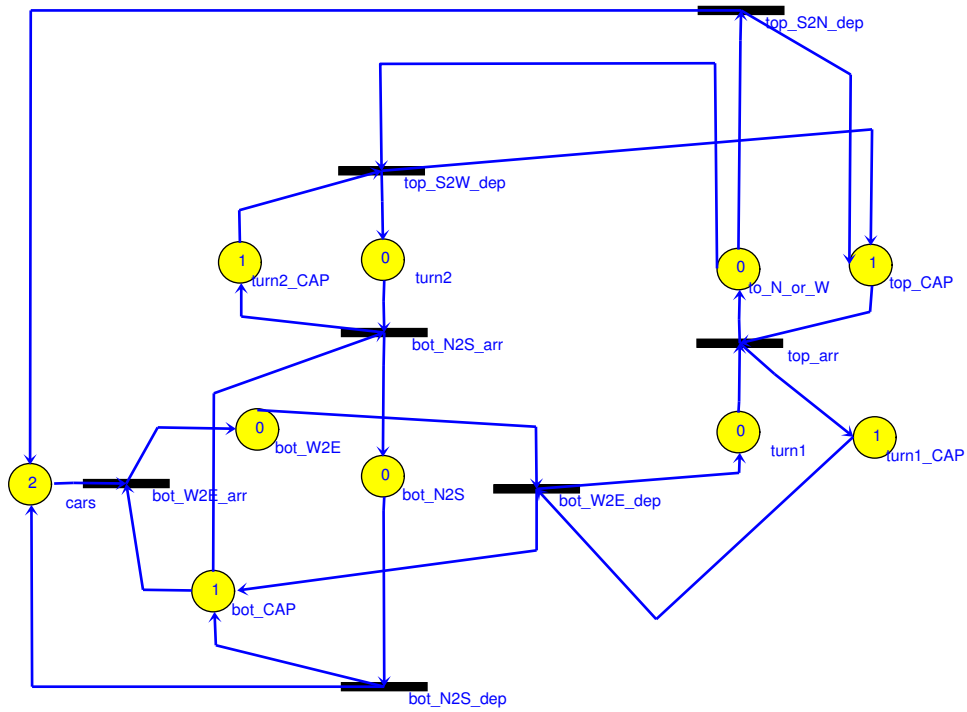 top_S2N_dep
top_S2W_dep
1
turn2_CAP
0
turn2
0
to_N_or_W
1
top_CAP
bot_N2S_arr
top_arr
0
bot_W2E
0
turn1
1
turn1_CAP
2
cars
bot_W2E_arr
0
bot_N2S
bot_W2E_dep
1
bot_CAP
bot_N2S_dep